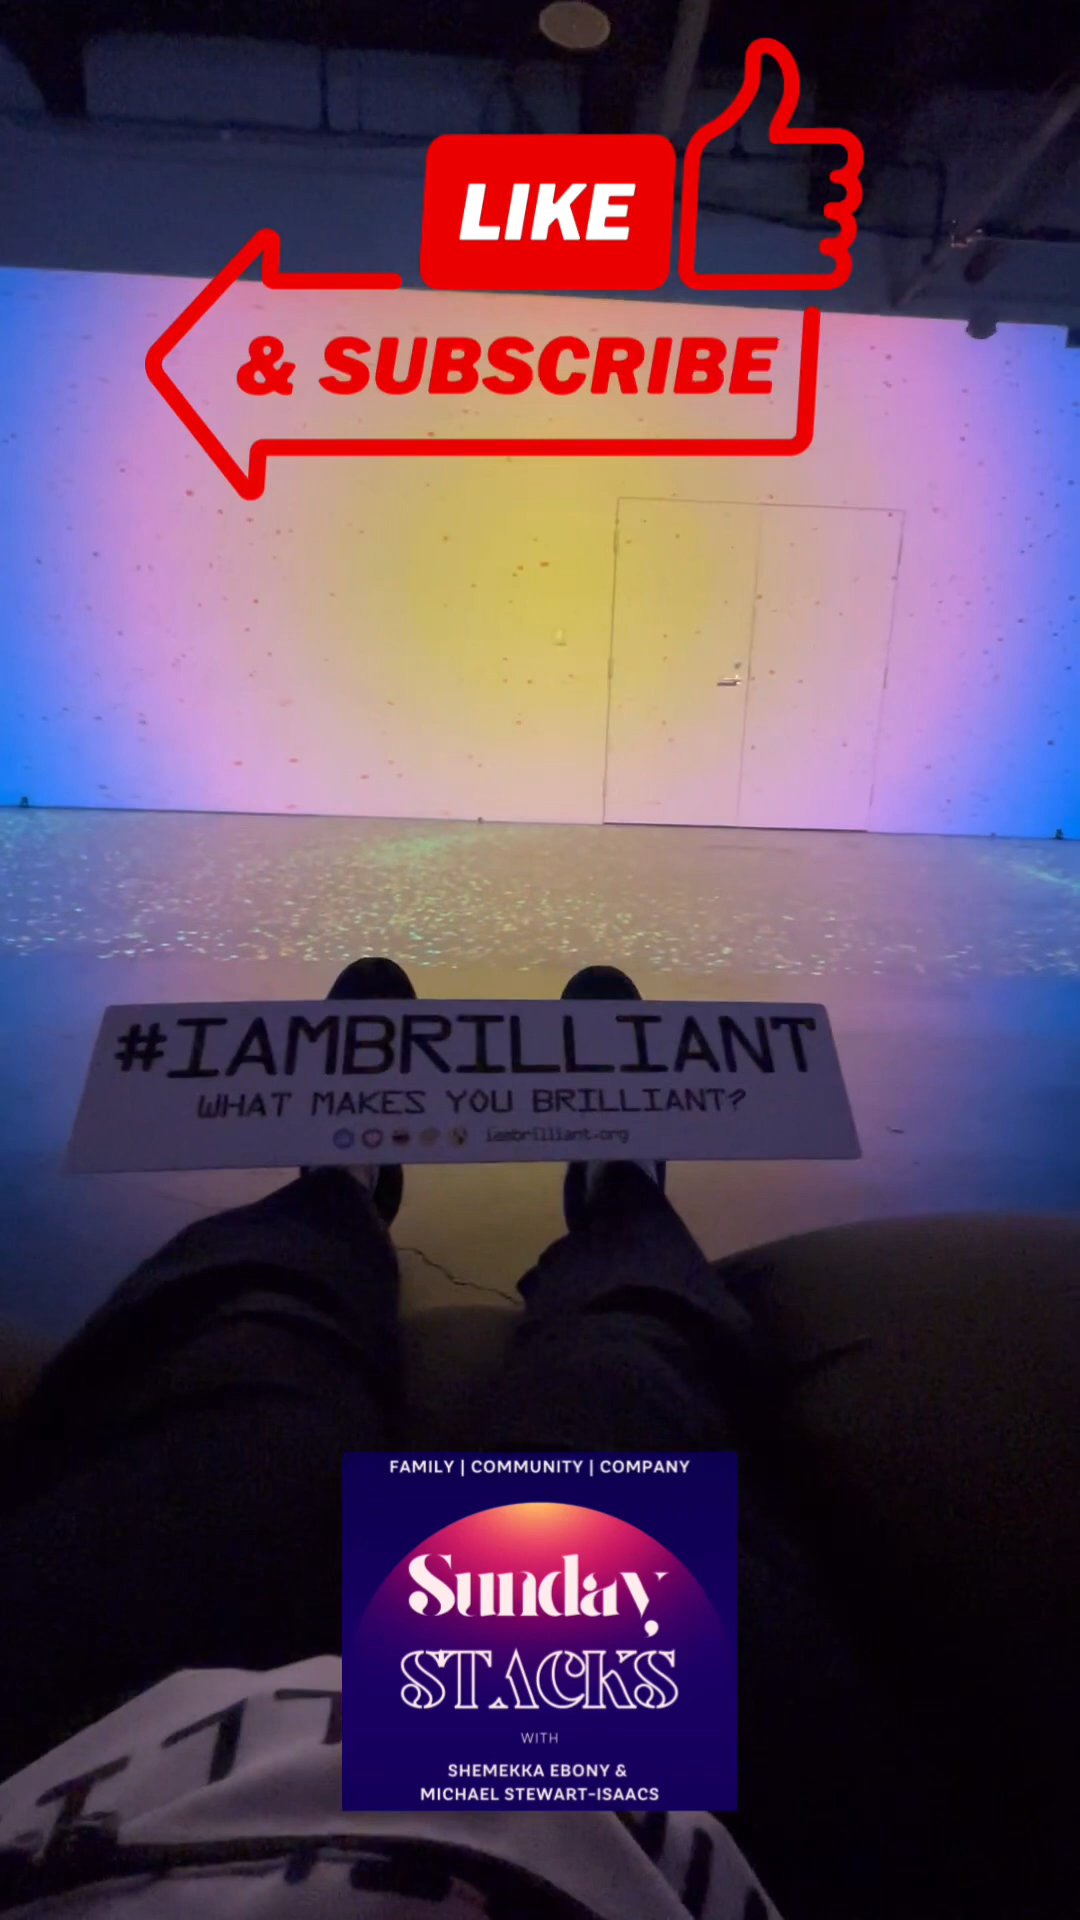 LIKE
& SUBSCRIBE
#IAMBRILLIANT
WHAT MAKES YOU BRILLIANT?
iambrilliant.org
FAMILY | COMMUNITY | COMPANY
Sunday
STACKS
WITH
SHEMEKKA EBONY &
MICHAEL STEWART-ISAACS